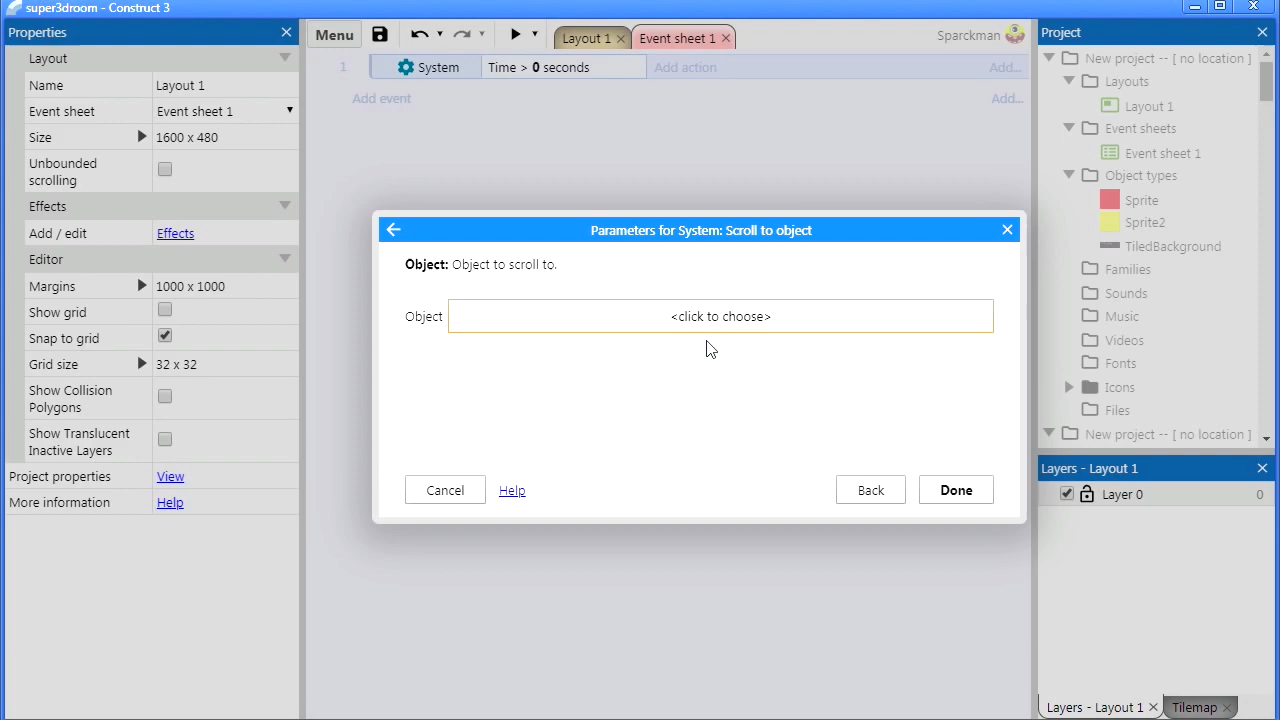 super3droom - Construct 3
Properties
Layout
Name Layout 1
Event sheet Event sheet 1
Size 1600 x 480
Unbounded
scrolling
Effects
Add / edit Effects
Editor
Margins 1000 x 1000
Show grid
Snap to grid
Grid size 32 x 32
Show Collision
Polygons
Show Translucent
Inactive Layers
Project properties View
More information Help
Menu
Layout 1
Event sheet 1
Sparckman
1 System Time > 0 seconds Add action Add...
Add event Add...
Parameters for System: Scroll to object
Object: Object to scroll to.
Object <click to choose>
Cancel Help Back Done
Project
New project -- [ no location ]
Layouts
Layout 1
Event sheets
Event sheet 1
Object types
Sprite
Sprite2
TiledBackground
Families
Sounds
Music
Videos
Fonts
Icons
Files
New project -- [ no location ]
Layers - Layout 1
Layer 0 0
Layers - Layout 1 Tilemap